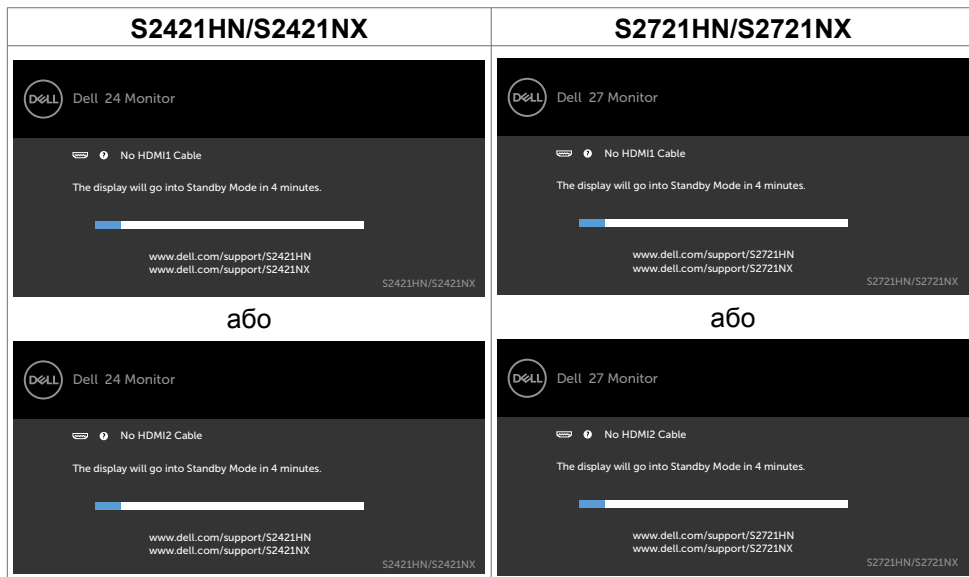 S2421HN/S2421NX
S2721HN/S2721NX
DELL
Dell 24 Monitor
No HDMI1 Cable
The display will go into Standby Mode in 4 minutes.
www.dell.com/support/S2421HN
www.dell.com/support/S2421NX
S2421HN/S2421NX
DELL
Dell 27 Monitor
No HDMI1 Cable
The display will go into Standby Mode in 4 minutes.
www.dell.com/support/S2721HN
www.dell.com/support/S2721NX
S2721HN/S2721NX
або
або
DELL
Dell 24 Monitor
No HDMI2 Cable
The display will go into Standby Mode in 4 minutes.
www.dell.com/support/S2421HN
www.dell.com/support/S2421NX
S2421HN/S2421NX
DELL
Dell 27 Monitor
No HDMI2 Cable
The display will go into Standby Mode in 4 minutes.
www.dell.com/support/S2721HN
www.dell.com/support/S2721NX
S2721HN/S2721NX